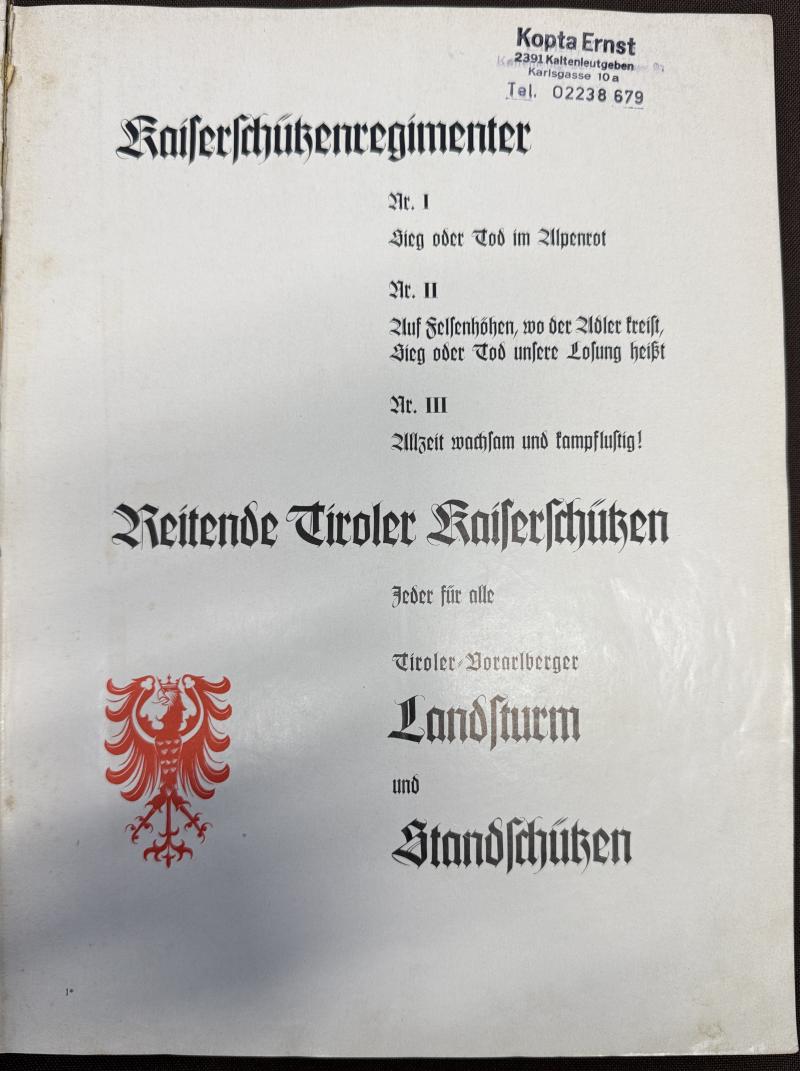 Kopta Ernst
2391 Kaltenleutgeben
Karlsgasse 10a
Tel. 02238 679
Kaiserschützenregimenter
Nr. I
Sieg oder Tod im Alpenrot
Nr. II
Auf Felsenhöhen, wo der Adler kreist,
Sieg oder Tod unsere Losung heißt
Nr. III
Allzeit wachsam und kampflustig!
Reitende Tiroler Kaiserschützen
Jeder für alle
Tiroler-Vorarlberger
Landsturm
und
Standschützen
1*